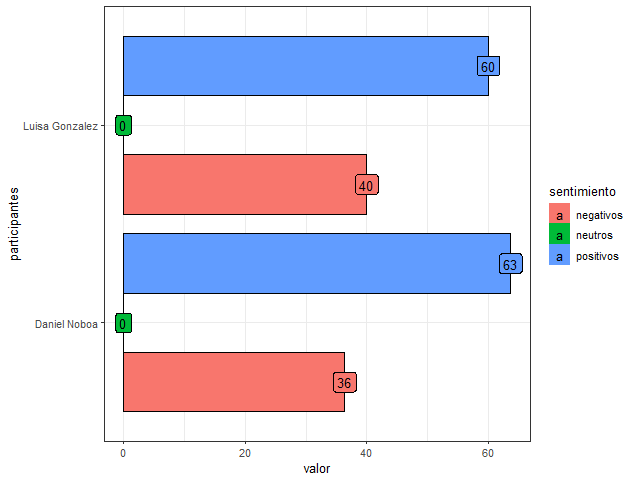 60
Luisa Gonzalez
0
40
63
Daniel Noboa
0
36
participantes
0
20
40
60
valor
sentimiento
a negativos
a neutros
a positivos